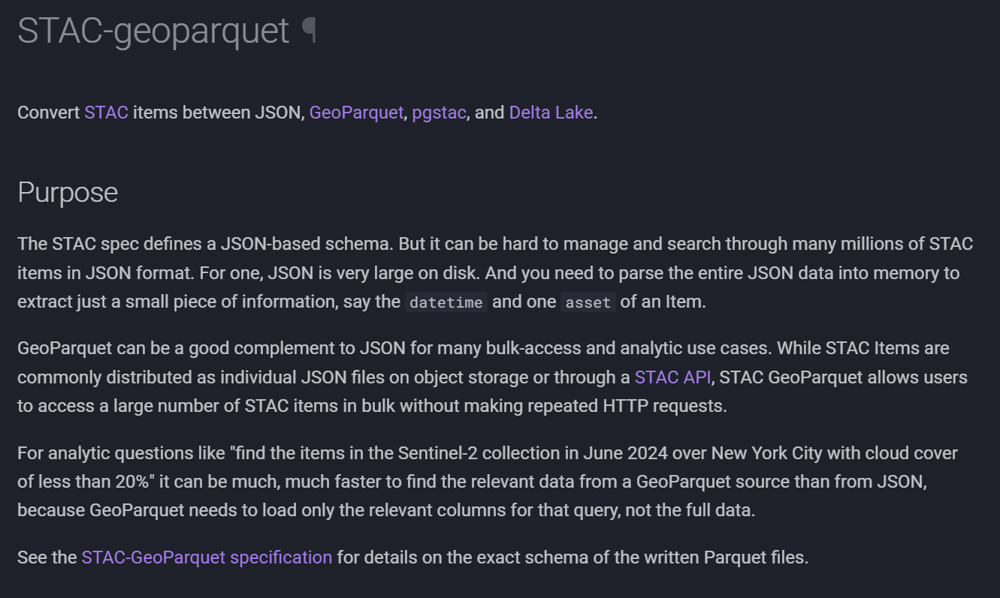 STAC-geoparquet ¶
Convert STAC items between JSON, GeoParquet, pgstac, and Delta Lake.
Purpose
The STAC spec defines a JSON-based schema. But it can be hard to manage and search through many millions of STAC
items in JSON format. For one, JSON is very large on disk. And you need to parse the entire JSON data into memory to
extract just a small piece of information, say the datetime and one asset of an Item.
GeoParquet can be a good complement to JSON for many bulk-access and analytic use cases. While STAC Items are
commonly distributed as individual JSON files on object storage or through a STAC API, STAC GeoParquet allows users
to access a large number of STAC items in bulk without making repeated HTTP requests.
For analytic questions like "find the items in the Sentinel-2 collection in June 2024 over New York City with cloud cover
of less than 20%" it can be much, much faster to find the relevant data from a GeoParquet source than from JSON,
because GeoParquet needs to load only the relevant columns for that query, not the full data.
See the STAC-GeoParquet specification for details on the exact schema of the written Parquet files.